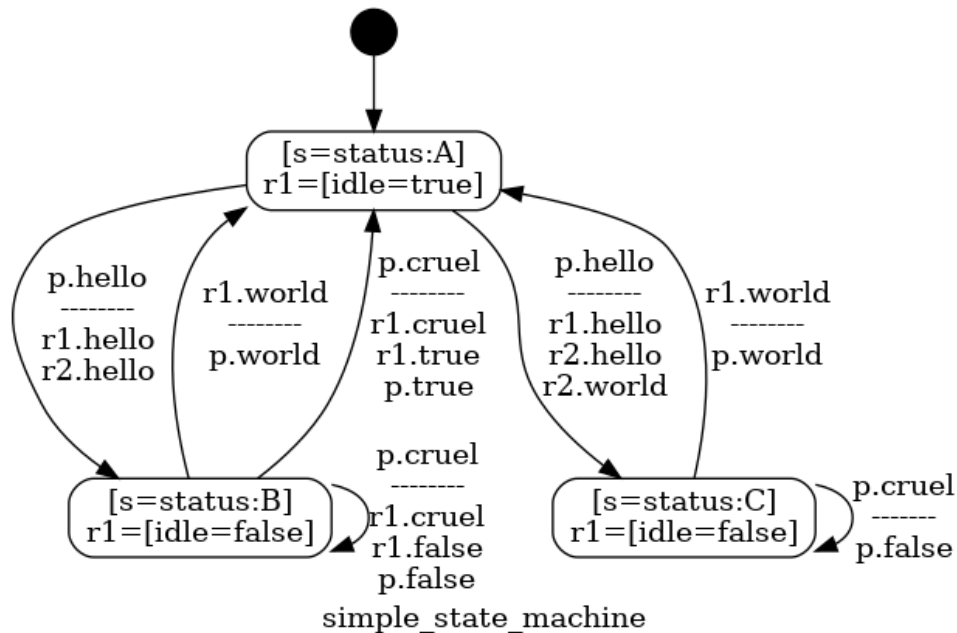 [s=status:A]
r1=[idle=true]
p.hello
--------
r1.hello
r2.hello
r1.world
--------
p.world
p.cruel
--------
r1.cruel
r1.true
p.true
p.hello
--------
r1.hello
r2.hello
r2.world
r1.world
--------
p.world
[s=status:B]
r1=[idle=false]
p.cruel
--------
r1.cruel
r1.false
p.false
[s=status:C]
r1=[idle=false]
p.cruel
-------
p.false
simple_state_machine